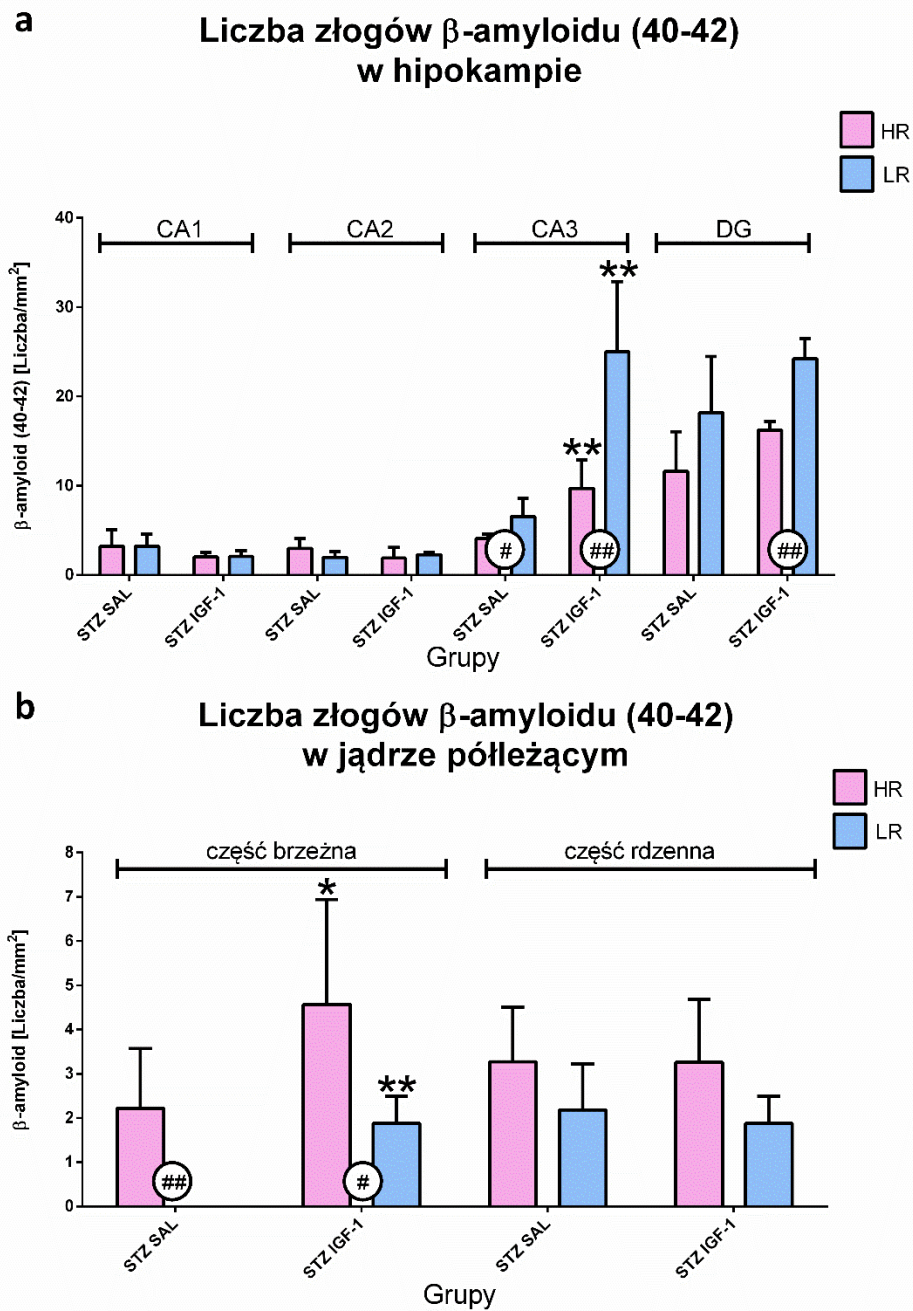 a
Liczba złogów β-amyloidu (40-42)
w hipokampie
HR
LR
β-amyloid (40-42) [Liczba/mm²]
40
30
20
10
0
CA1
CA2
CA3
DG
**
**
#
##
##
STZ SAL
STZ IGF-1
STZ SAL
STZ IGF-1
STZ SAL
STZ IGF-1
STZ SAL
STZ IGF-1
Grupy
b
Liczba złogów β-amyloidu (40-42)
w jądrze półleżącym
HR
LR
β-amyloid [Liczba/mm²]
8
7
6
5
4
3
2
1
0
część brzeżna
część rdzenna
*
**
##
#
STZ SAL
STZ IGF-1
STZ SAL
STZ IGF-1
Grupy